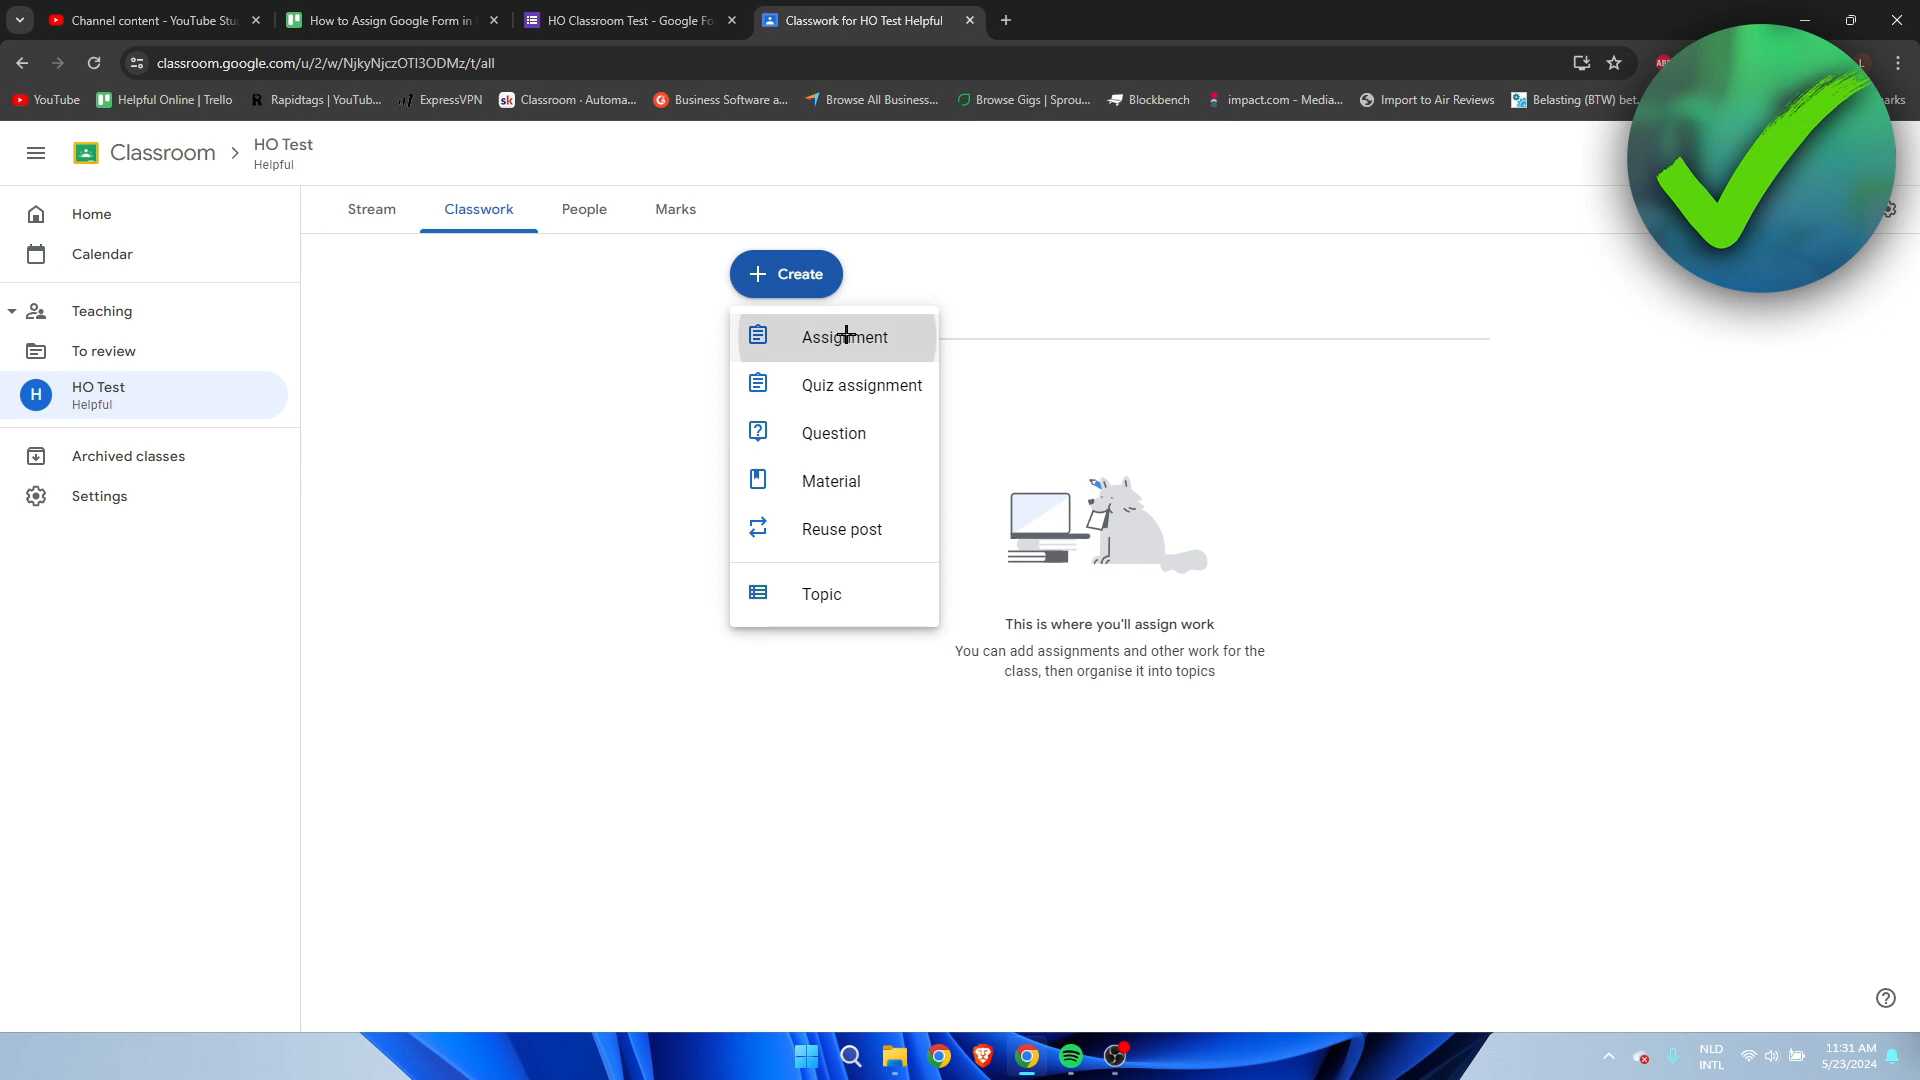 Channel content - YouTube Stu
How to Assign Google Form in
HO Classroom Test - Google Fo
Classwork for HO Test Helpful
classroom.google.com/u/2/w/NjkyNjczOTI3ODMz/t/all
YouTube
Helpful Online | Trello
R Rapidtags | YouTub...
ExpressVPN
sk Classroom - Automa...
Business Software a...
Browse All Business...
Browse Gigs | Sprou...
Blockbench
impact.com - Media...
Import to Air Reviews
Belasting (BTW) bet.
arks
Classroom
HO Test
Helpful
Stream
Classwork
People
Marks
Home
Calendar
Teaching
To review
H
HO Test
Helpful
Archived classes
Settings
Create
Assignment
Quiz assignment
Question
Material
Reuse post
Topic
This is where you'll assign work
You can add assignments and other work for the
class, then organise it into topics
NLD
INTL
11:31 AM
5/23/2024